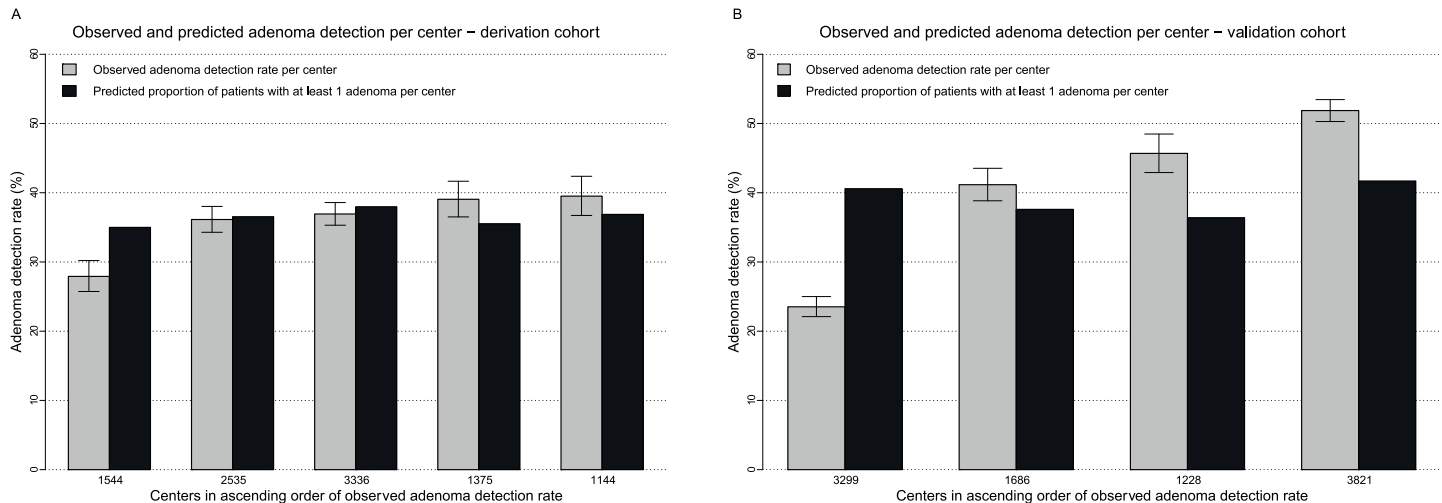 A
Observed and predicted adenoma detection per center − derivation cohort
Observed adenoma detection rate per center
Predicted proportion of patients with at least 1 adenoma per center
Adenoma detection rate (%)
60
50
40
30
20
10
0
1544 2535 3336 1375 1144
Centers in ascending order of observed adenoma detection rate
B
Observed and predicted adenoma detection per center − validation cohort
Observed adenoma detection rate per center
Predicted proportion of patients with at least 1 adenoma per center
Adenoma detection rate (%)
60
50
40
30
20
10
0
3299 1686 1228 3821
Centers in ascending order of observed adenoma detection rate